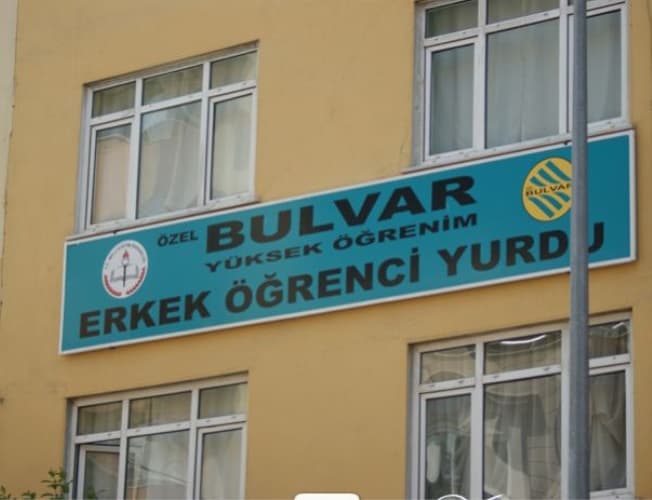 ÖZEL BULVAR
YÜKSEK ÖĞRENİM
ERKEK ÖĞRENCİ YURDU
BULVAR